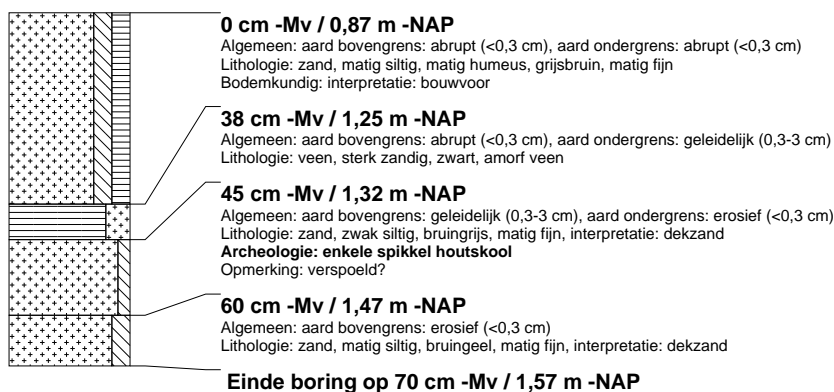 0 cm -Mv / 0,87 m -NAP
Algemeen: aard bovengrens: abrupt (<0,3 cm), aard ondergrens: abrupt (<0,3 cm)
Lithologie: zand, matig siltig, matig humeus, grijsbruin, matig fijn
Bodemkundig: interpretatie: bouwvoor
38 cm -Mv / 1,25 m -NAP
Algemeen: aard bovengrens: abrupt (<0,3 cm), aard ondergrens: geleidelijk (0,3-3 cm)
Lithologie: veen, sterk zandig, zwart, amorf veen
45 cm -Mv / 1,32 m -NAP
Algemeen: aard bovengrens: geleidelijk (0,3-3 cm), aard ondergrens: erosief (<0,3 cm)
Lithologie: zand, zwak siltig, bruingrijs, matig fijn, interpretatie: dekzand
Archeologie: enkele spikkel houtskool
Opmerking: verspoeld?
60 cm -Mv / 1,47 m -NAP
Algemeen: aard bovengrens: erosief (<0,3 cm)
Lithologie: zand, matig siltig, bruingeel, matig fijn, interpretatie: dekzand
Einde boring op 70 cm -Mv / 1,57 m -NAP